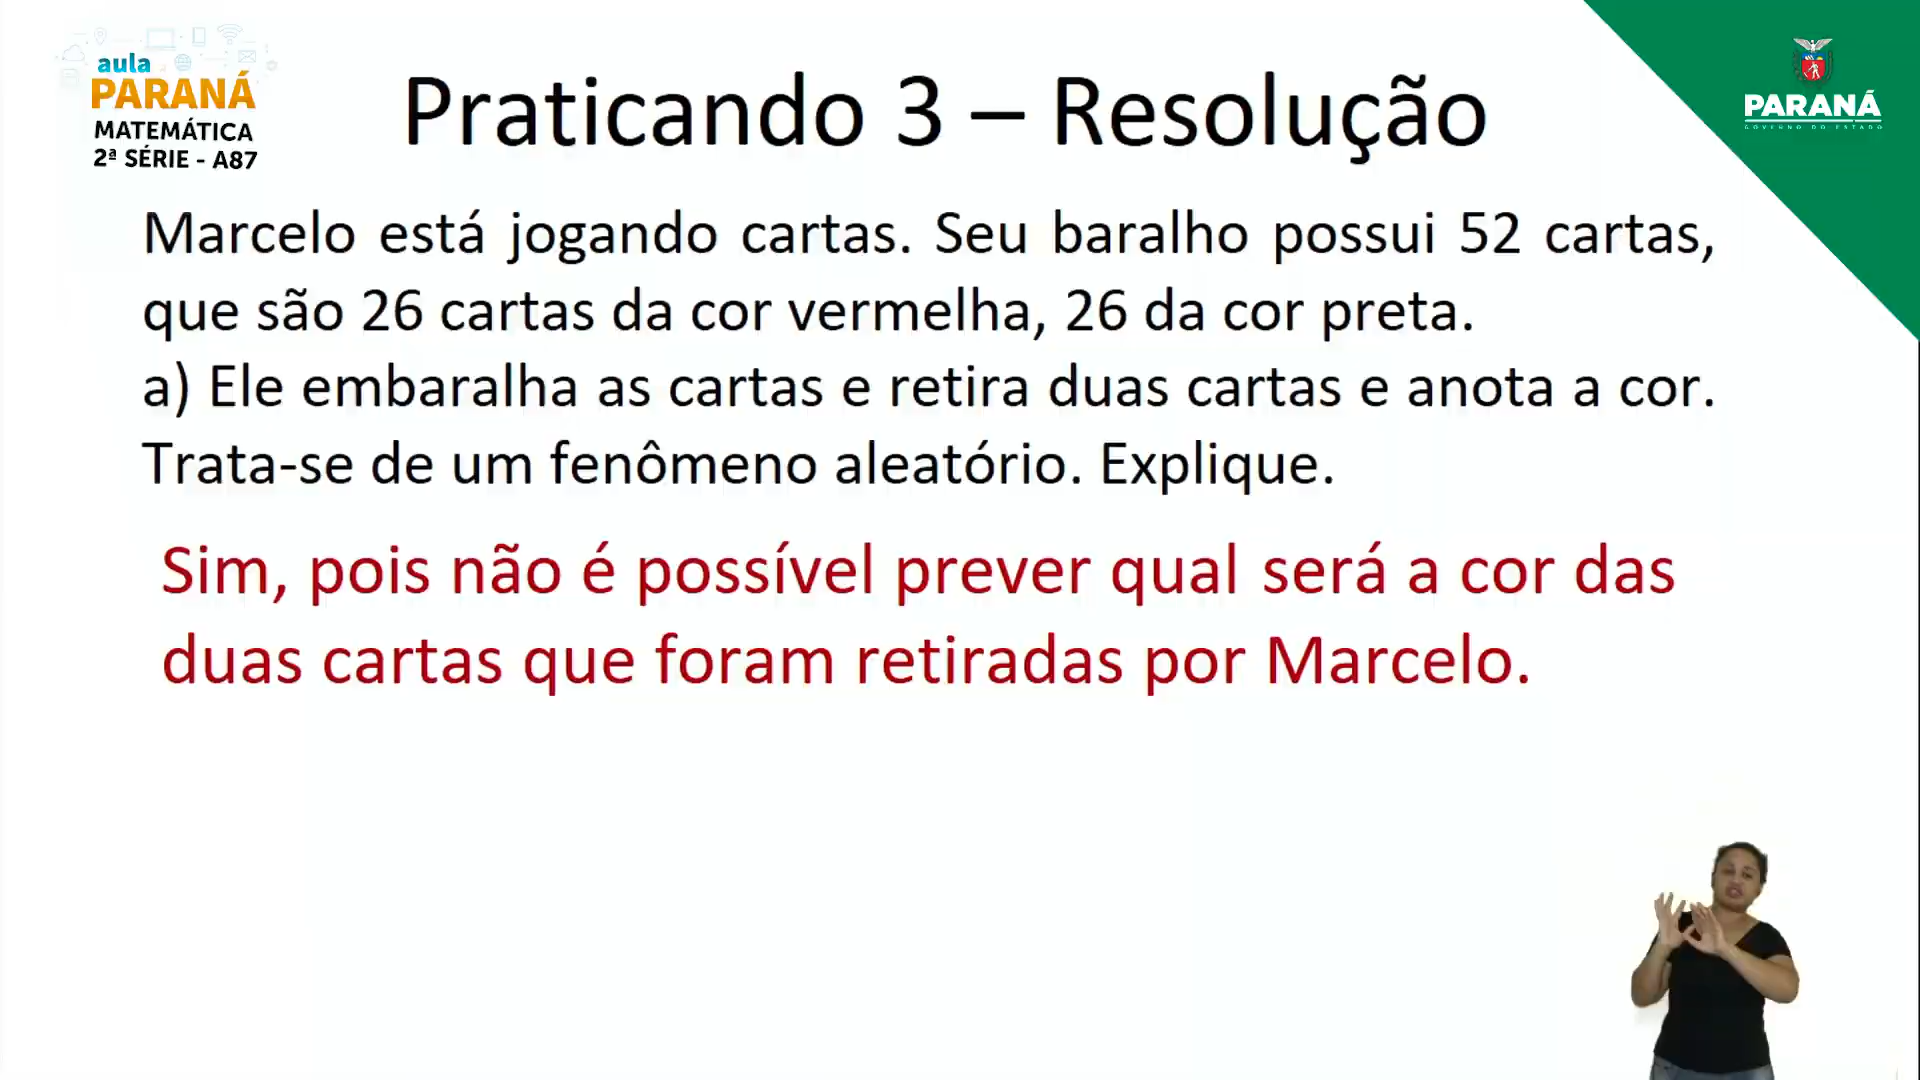 aula
PARANÁ
MATEMÁTICA
2ª SÉRIE - A87
Praticando 3 – Resolução
PARANÁ
GOVERNO DO ESTADO
Marcelo está jogando cartas. Seu baralho possui 52 cartas,
que são 26 cartas da cor vermelha, 26 da cor preta.
a) Ele embaralha as cartas e retira duas cartas e anota a cor.
Trata-se de um fenômeno aleatório. Explique.
Sim, pois não é possível prever qual será a cor das
duas cartas que foram retiradas por Marcelo.